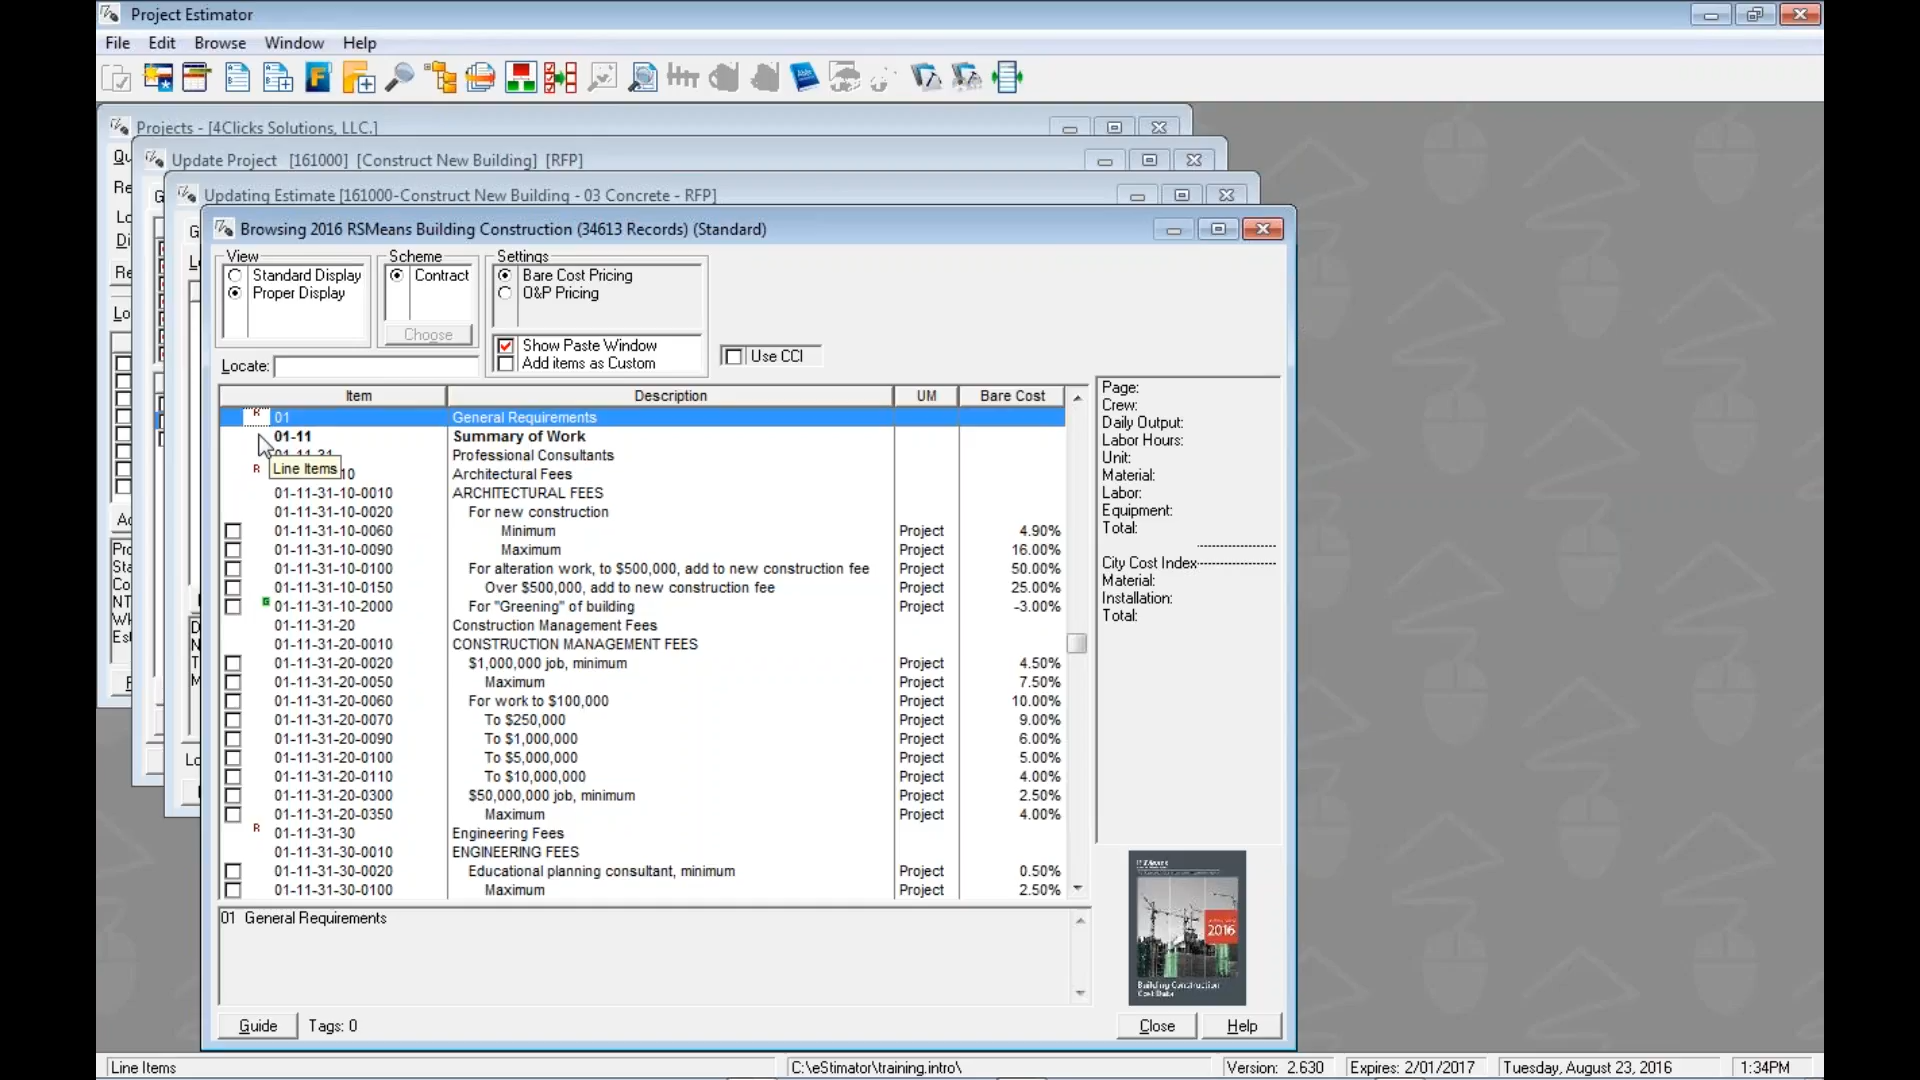 Project Estimator
File Edit Browse Window Help
Projects - [4Clicks Solutions, LLC.]
Update Project [161000] [Construct New Building] [RFP]
Updating Estimate [161000-Construct New Building - 03 Concrete - RFP]
Browsing 2016 RSMeans Building Construction (34613 Records) (Standard)
View
Standard Display
Proper Display
Scheme
Contract
Choose
Settings
Bare Cost Pricing
O&P Pricing
Show Paste Window
Add items as Custom
Use CCI
Locate:
Item Description UM Bare Cost
R 01 General Requirements
01-11 Summary of Work
01-11-31 Professional Consultants
R 10 Architectural Fees
Line Items
01-11-31-10-0010 ARCHITECTURAL FEES
01-11-31-10-0020 For new construction
01-11-31-10-0060 Minimum Project 4.90%
01-11-31-10-0090 Maximum Project 16.00%
01-11-31-10-0100 For alteration work, to $500,000, add to new construction fee Project 50.00%
01-11-31-10-0150 Over $500,000, add to new construction fee Project 25.00%
G 01-11-31-10-2000 For "Greening" of building Project -3.00%
01-11-31-20 Construction Management Fees
01-11-31-20-0010 CONSTRUCTION MANAGEMENT FEES
01-11-31-20-0020 $1,000,000 job, minimum Project 4.50%
01-11-31-20-0050 Maximum Project 7.50%
01-11-31-20-0060 For work to $100,000 Project 10.00%
01-11-31-20-0070 To $250,000 Project 9.00%
01-11-31-20-0090 To $1,000,000 Project 6.00%
01-11-31-20-0100 To $5,000,000 Project 5.00%
01-11-31-20-0110 To $10,000,000 Project 4.00%
01-11-31-20-0300 $50,000,000 job, minimum Project 2.50%
01-11-31-20-0350 Maximum Project 4.00%
R 01-11-31-30 Engineering Fees
01-11-31-30-0010 ENGINEERING FEES
01-11-31-30-0020 Educational planning consultant, minimum Project 0.50%
01-11-31-30-0100 Maximum Project 2.50%
01 General Requirements
Page:
Crew:
Daily Output:
Labor Hours:
Unit:
Material:
Labor:
Equipment:
Total:
City Cost Index
Material:
Installation:
Total:
2016
Building Construction
Cost Data
Guide Tags: 0 Close Help
Line Items C:\eStimator\training.intro\ Version: 2.630 Expires: 2/01/2017 Tuesday, August 23, 2016 1:34PM